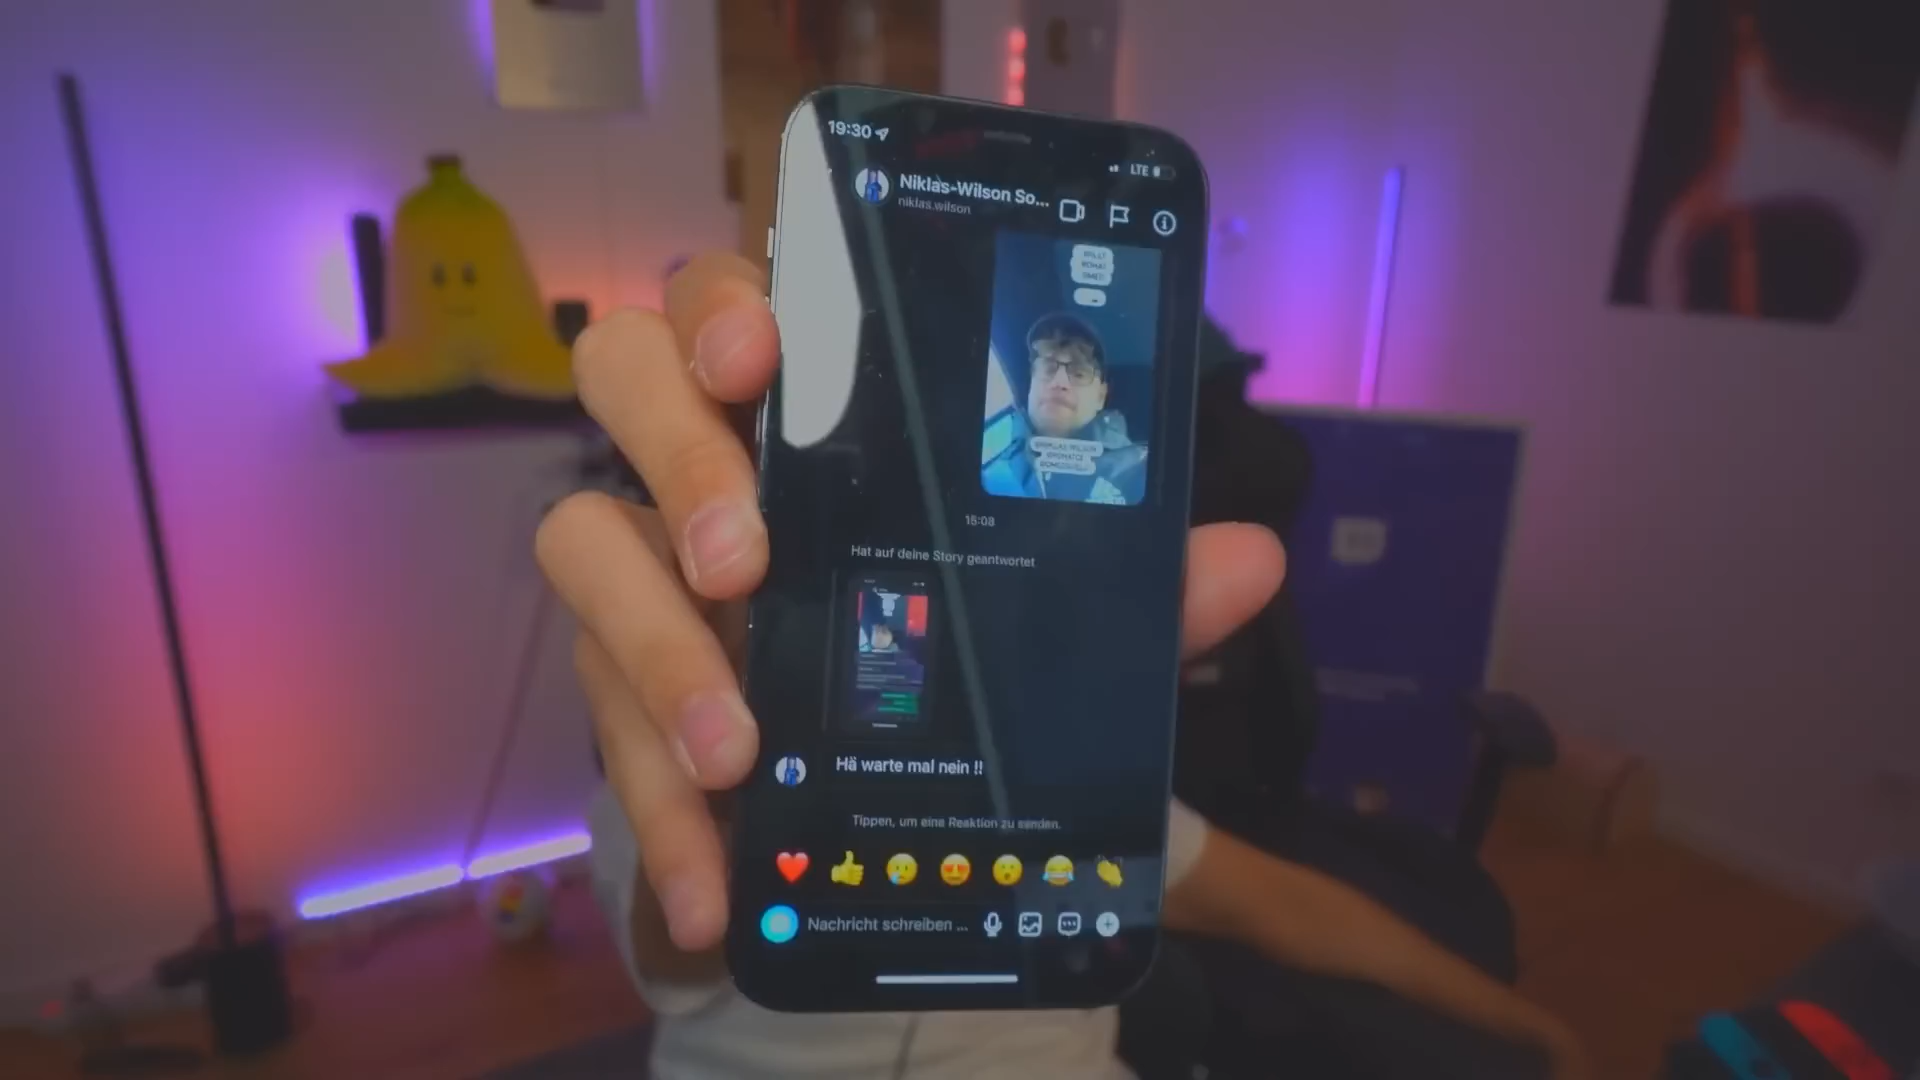 19:30
LTE
Niklas-Wilson So...
niklas.wilson
15:08
Hat auf deine Story geantwortet
Hä warte mal nein !!
Tippen, um eine Reaktion zu senden.
Nachricht schreiben ...